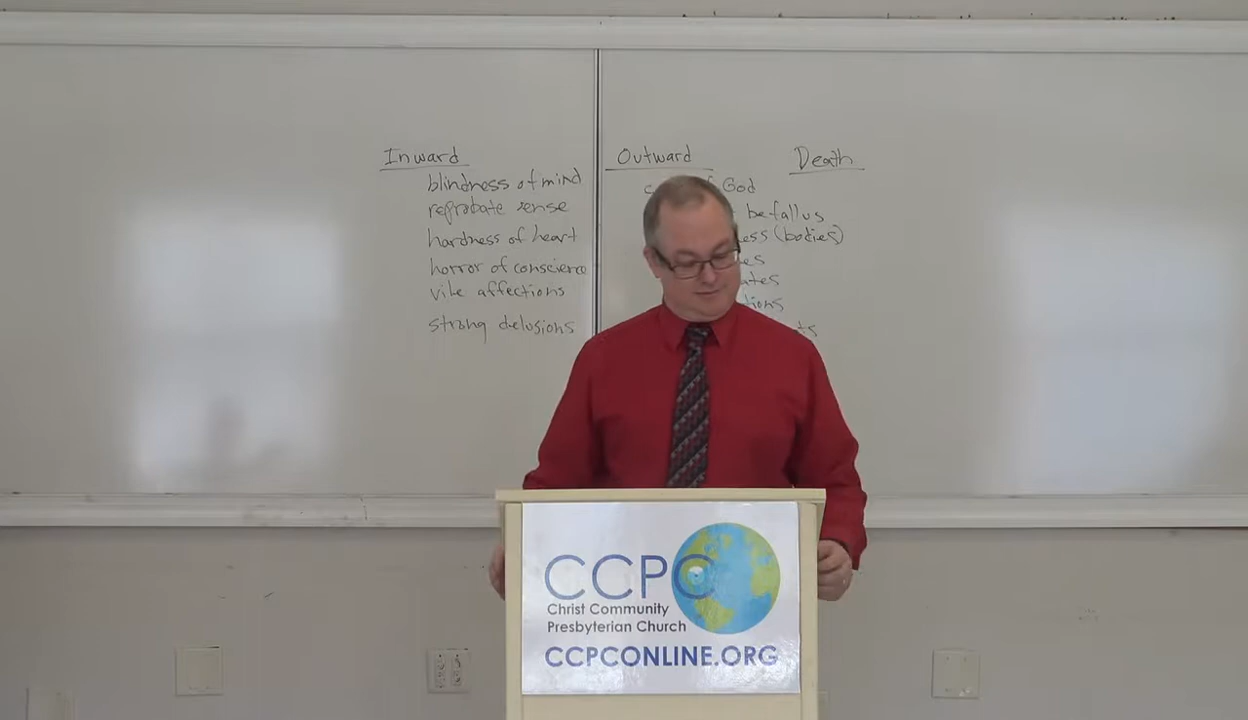 Inward
blindness of mind
reprobate sense
hardness of heart
horror of conscience
vile affections
strong delusions
Outward
God
befall us
(bodies)
Death
CCPC
Christ Community
Presbyterian Church
CCPCONLINE.ORG